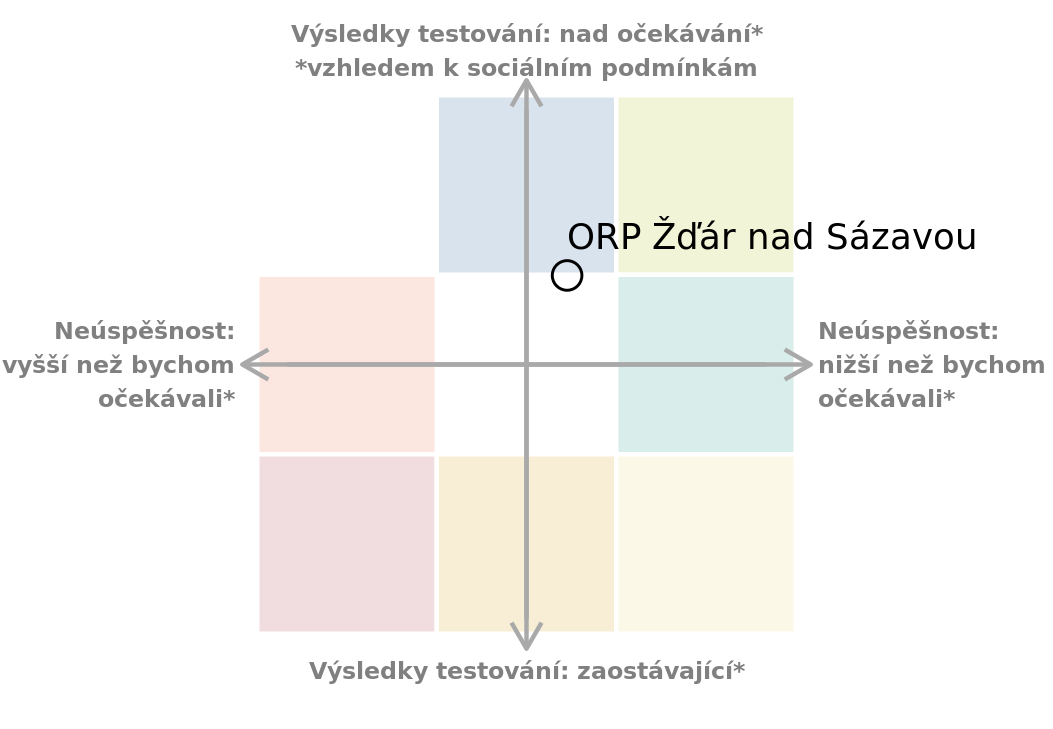 Výsledky testování: nad očekávání*
*vzhledem k sociálním podmínkám
ORP Žďár nad Sázavou
Neúspěšnost:
vyšší než bychom
očekávali*
Neúspěšnost:
nižší než bychom
očekávali*
Výsledky testování: zaostávající*